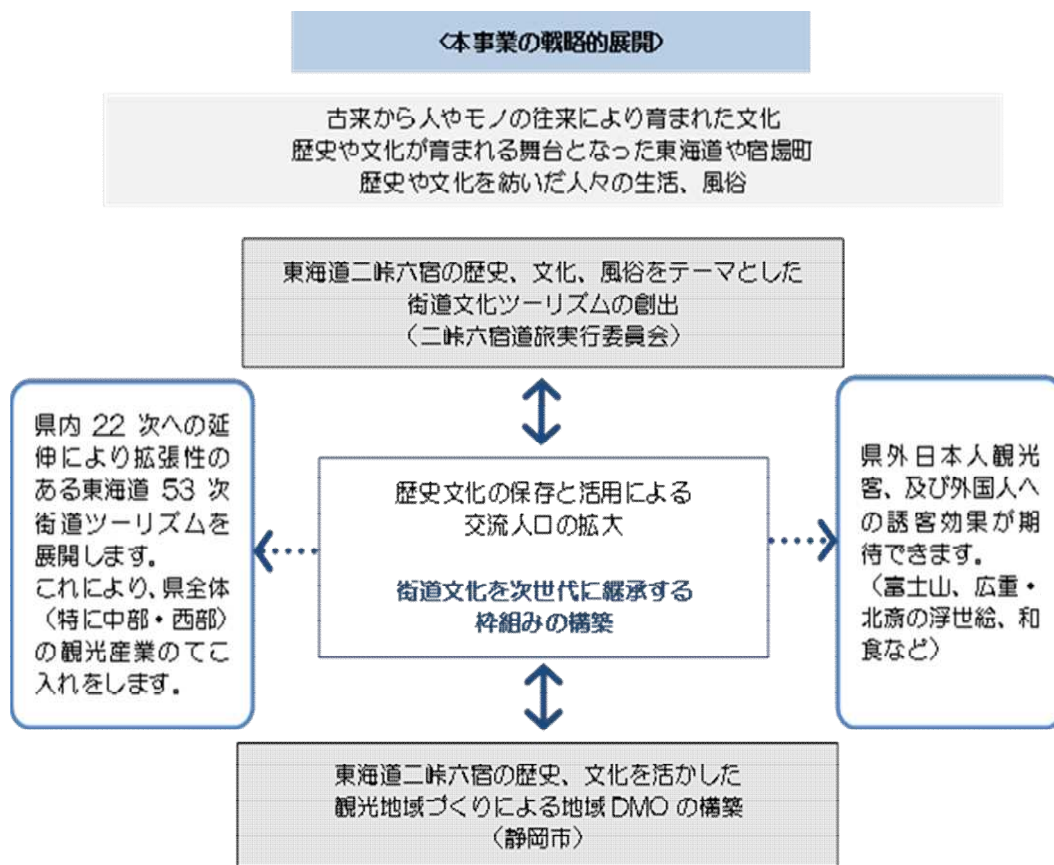 <本事業の戦略的展開>
古来から人やモノの往来により育まれた文化
歴史や文化が育まれる舞台となった東海道や宿場町
歴史や文化を紡いだ人々の生活、風俗
東海道二峠六宿の歴史、文化、風俗をテーマとした
街道文化ツーリズムの創出
（二峠六宿道旅実行委員会）
県内 22 次への延
伸により拡張性の
ある東海道 53 次
街道ツーリズムを
展開します。
これにより、県全体
（特に中部・西部）
の観光産業のてこ
入れをします。
歴史文化の保存と活用による
交流人口の拡大
街道文化を次世代に継承する
枠組みの構築
県外日本人観光
客、及び外国人へ
の誘客効果が期
待できます。
（富士山、広重・
北斎の浮世絵、和
食など）
東海道二峠六宿の歴史、文化を活かした
観光地域づくりによる地域 DMO の構築
（静岡市）